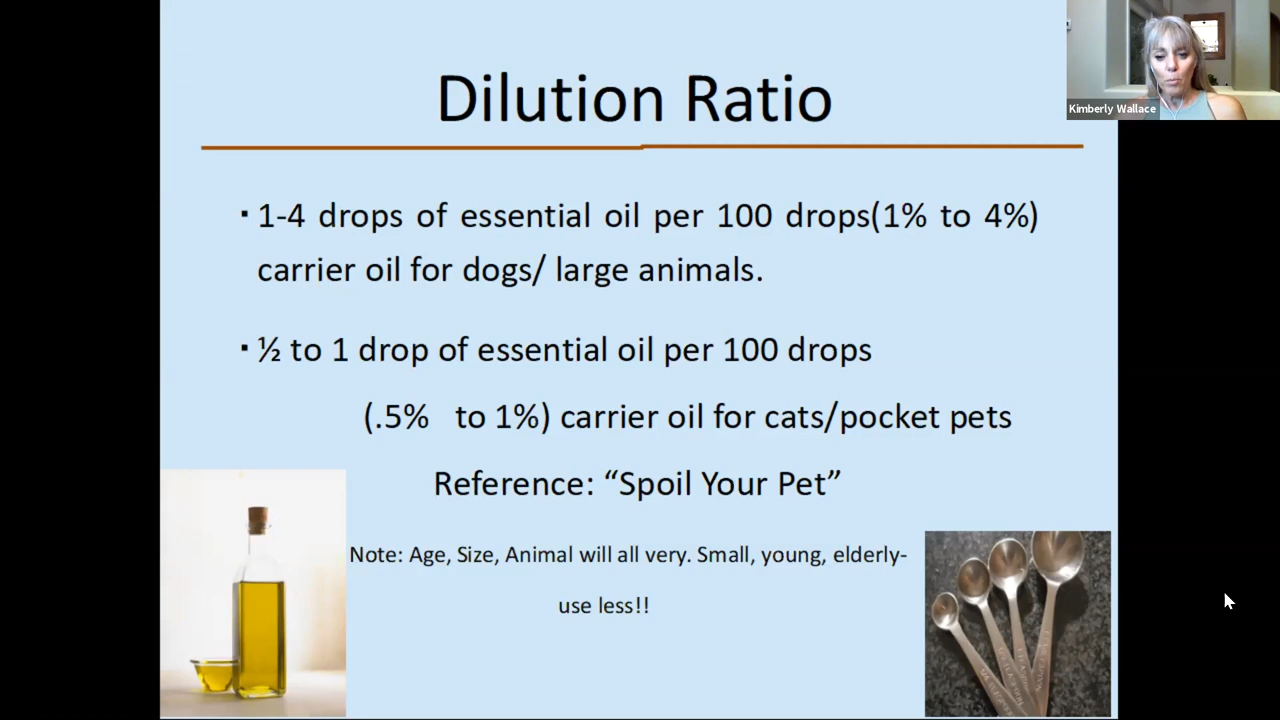 Dilution Ratio
Kimberly Wallace
▪ 1-4 drops of essential oil per 100 drops(1% to 4%)
carrier oil for dogs/ large animals.
▪ ½ to 1 drop of essential oil per 100 drops
(.5% to 1%) carrier oil for cats/pocket pets
Reference: “Spoil Your Pet”
Note: Age, Size, Animal will all very. Small, young, elderly-
use less!!